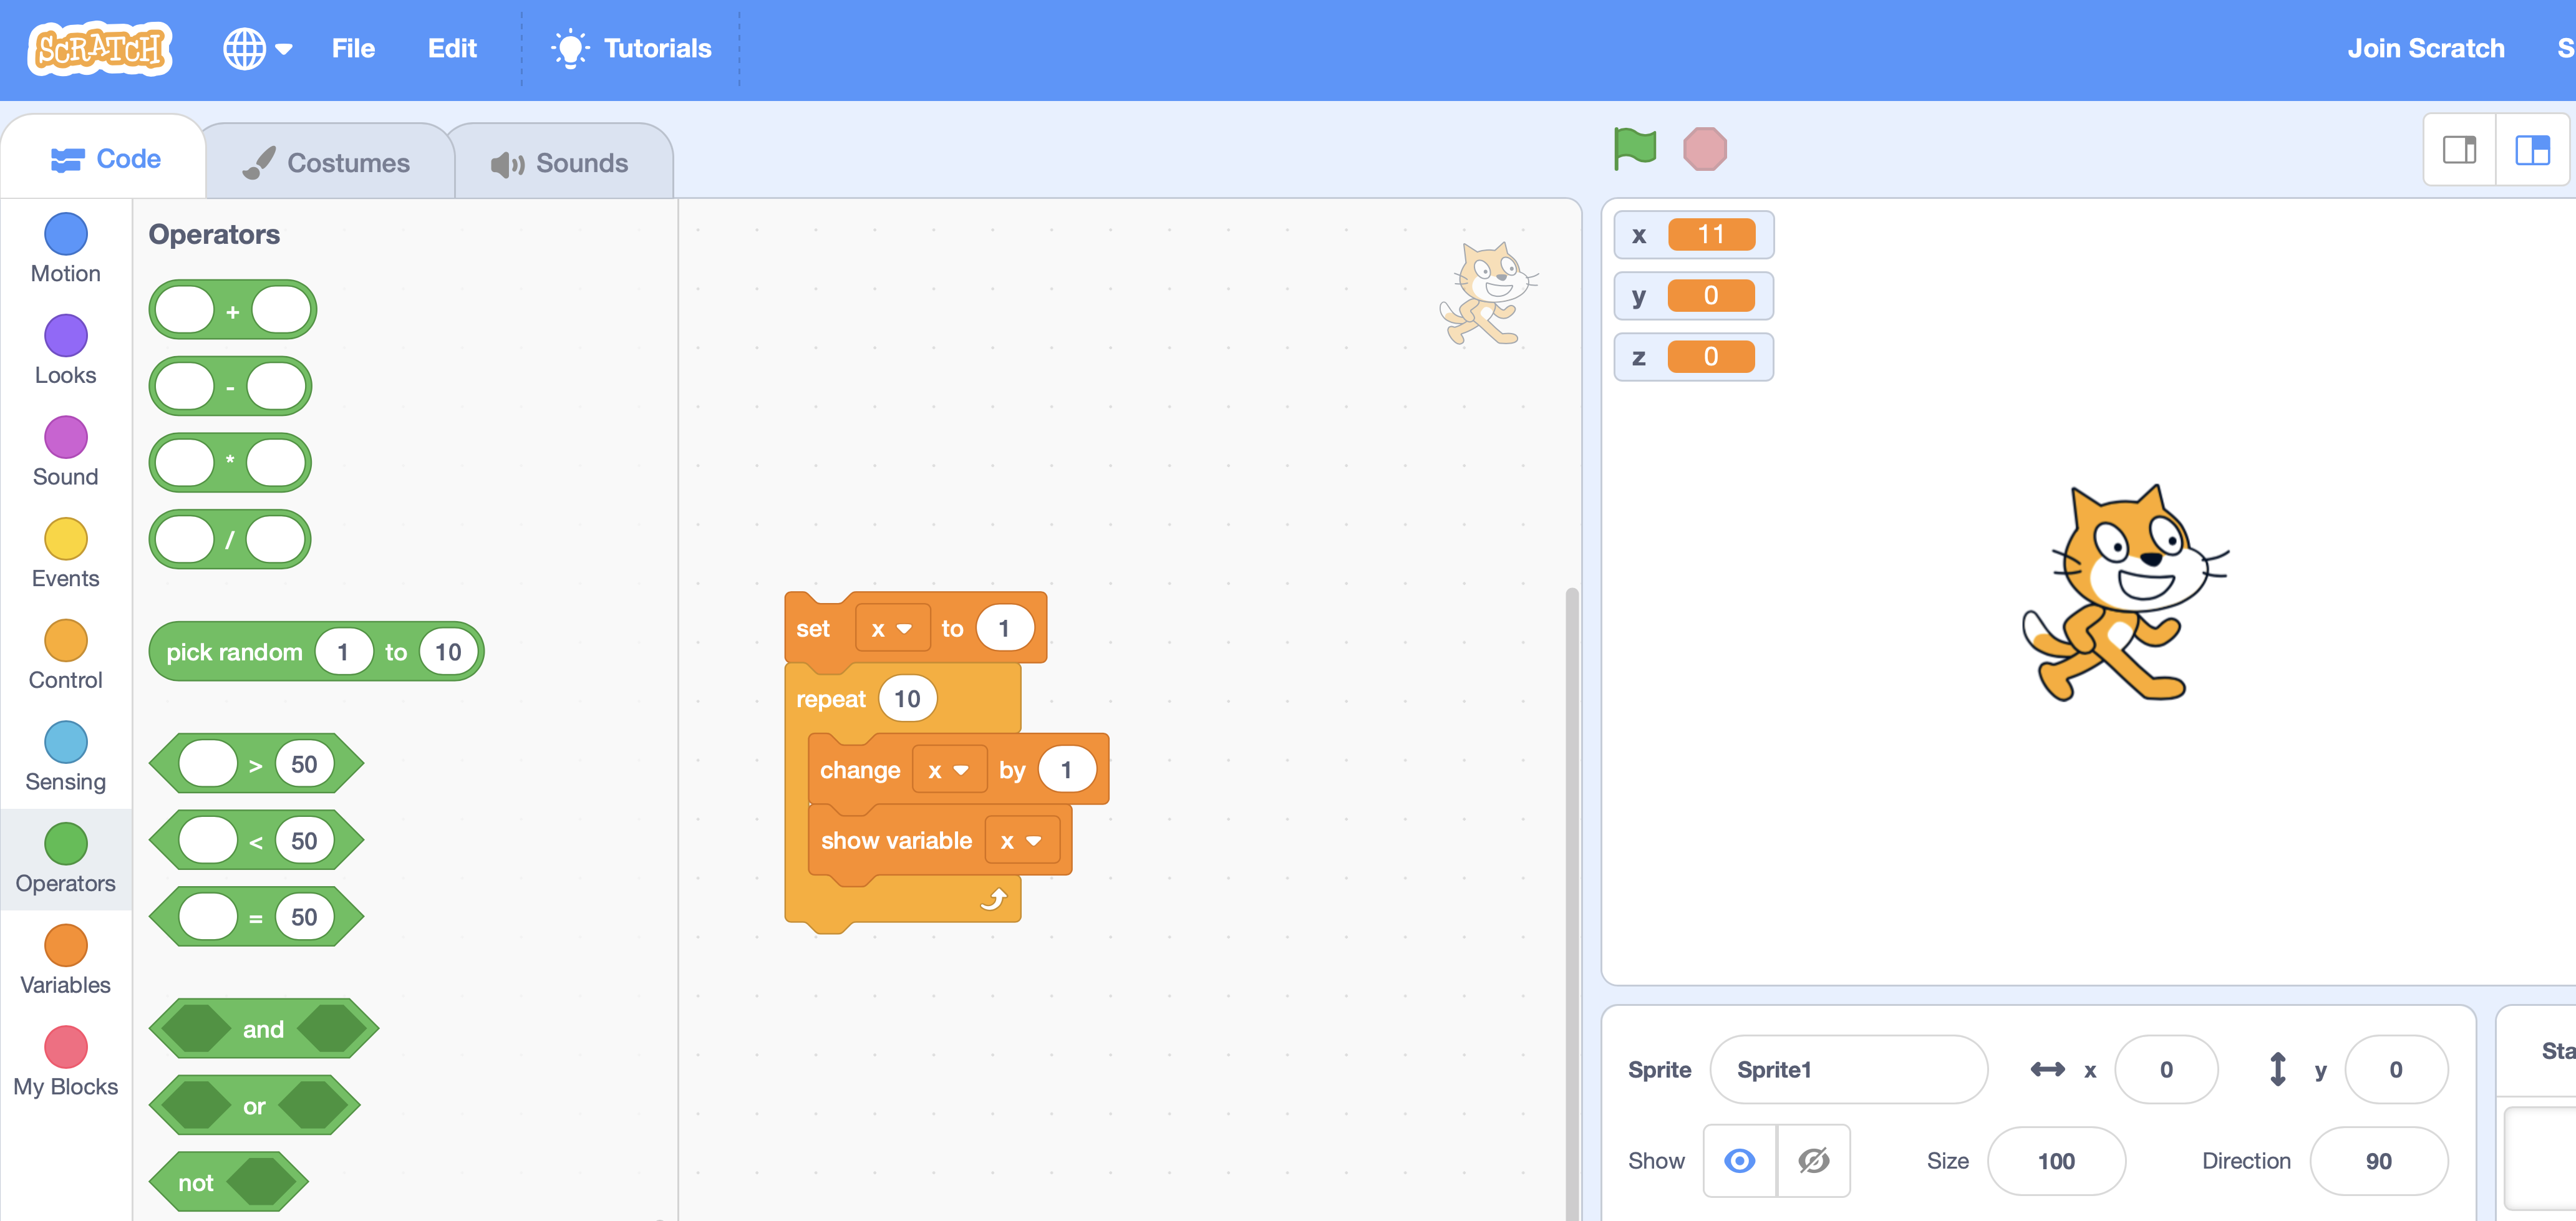 SCRATCH File Edit Tutorials Join Scratch S
Code Costumes Sounds
Motion
Looks
Sound
Events
Control
Sensing
Operators
Variables
My Blocks
Operators
+
-
*
/
pick random 1 to 10
> 50
< 50
= 50
and
or
not
set x to 1
repeat 10
change x by 1
show variable x
x 11
y 0
z 0
Sprite Sprite1 x 0 y 0
Show Size 100 Direction 90
Sta